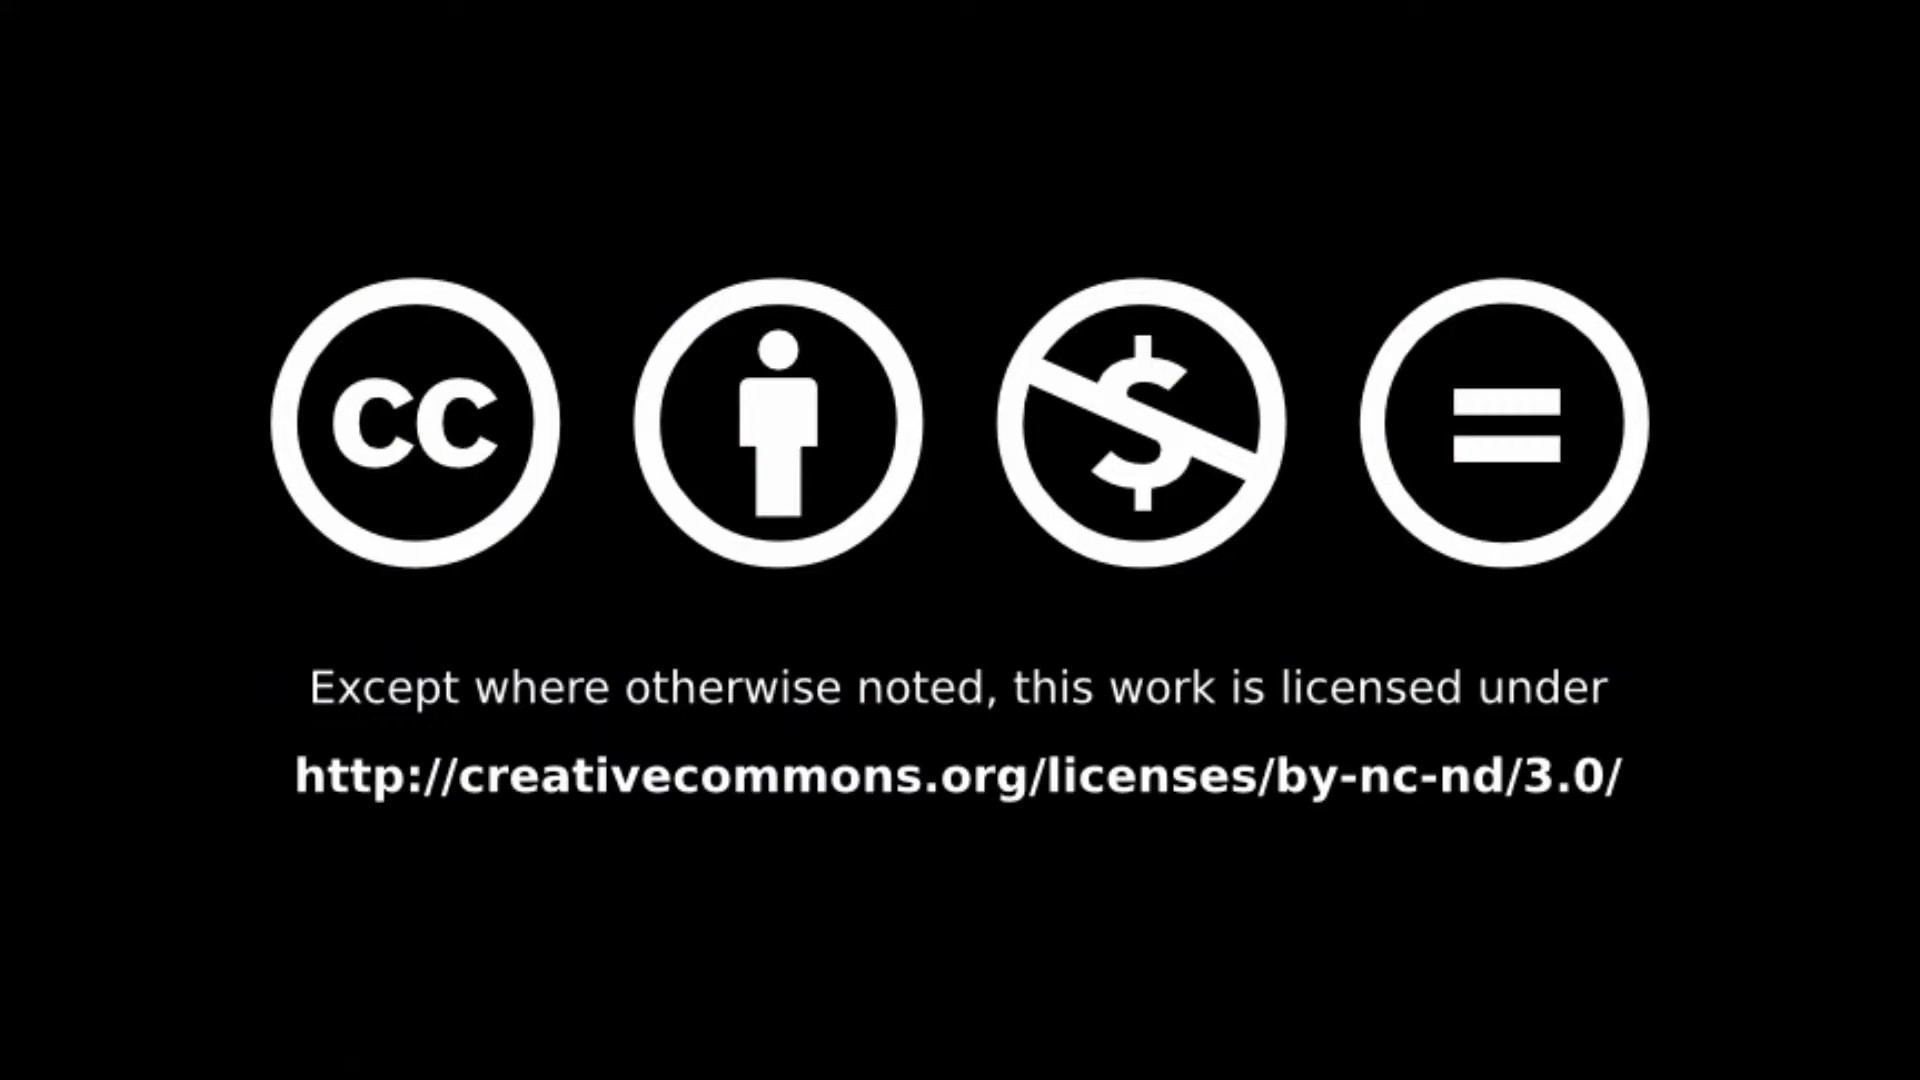 cc
$
=
Except where otherwise noted, this work is licensed under
http://creativecommons.org/licenses/by-nc-nd/3.0/